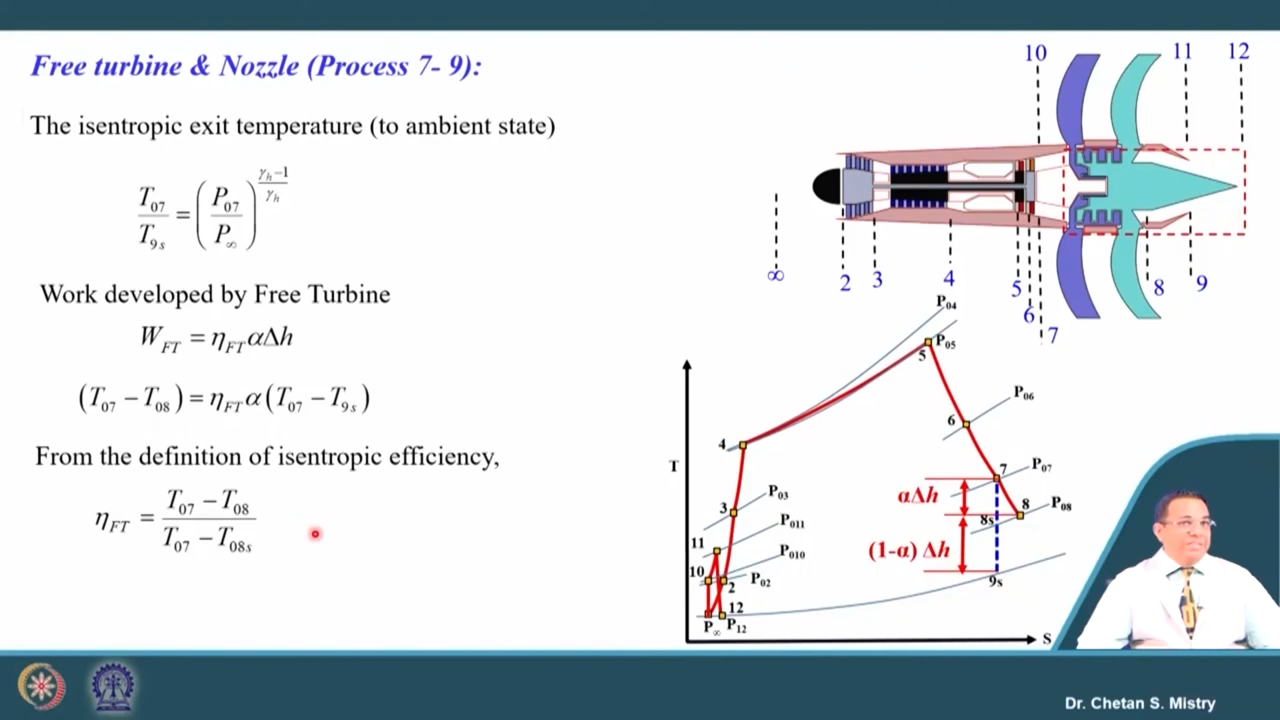 Free turbine & Nozzle (Process 7- 9):
The isentropic exit temperature (to ambient state)
T₀₇ / T₉ₛ = (P₀₇ / P∞)^((γₕ−1)/γₕ)
Work developed by Free Turbine
W_FT = η_FT αΔh
(T₀₇ − T₀₈) = η_FT α(T₀₇ − T₉ₛ)
From the definition of isentropic efficiency,
η_FT = (T₀₇ − T₀₈) / (T₀₇ − T₀₈ₛ)
10 11 12
∞ 2 3 4 5 6 7 8 9
T
P₀₄
5 P₀₅
P₀₆
6
4
7 P₀₇
αΔh
8 P₀₈
8s
P₀₃
3
P₀₁₁
11
(1-α) Δh
P₀₁₀
10
2 P₀₂
9s
12
P∞ P₁₂
S
Dr. Chetan S. Mistry